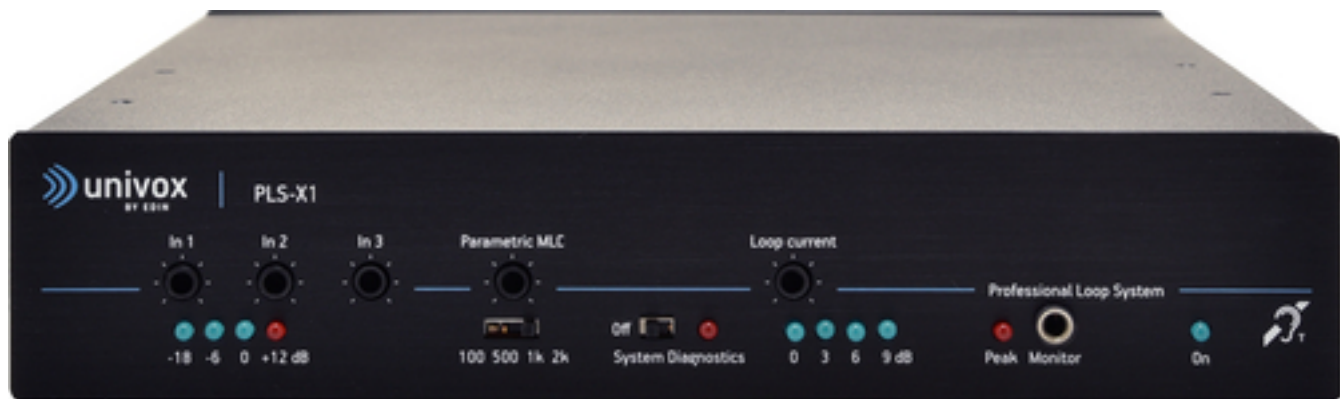 univox
BY EDIN
PLS-X1
In 1 In 2 In 3 Parametric MLC Loop current
Professional Loop System
Off
-18 -6 0 +12 dB 100 500 1k 2k System Diagnostics 0 3 6 9 dB Peak Monitor On
T